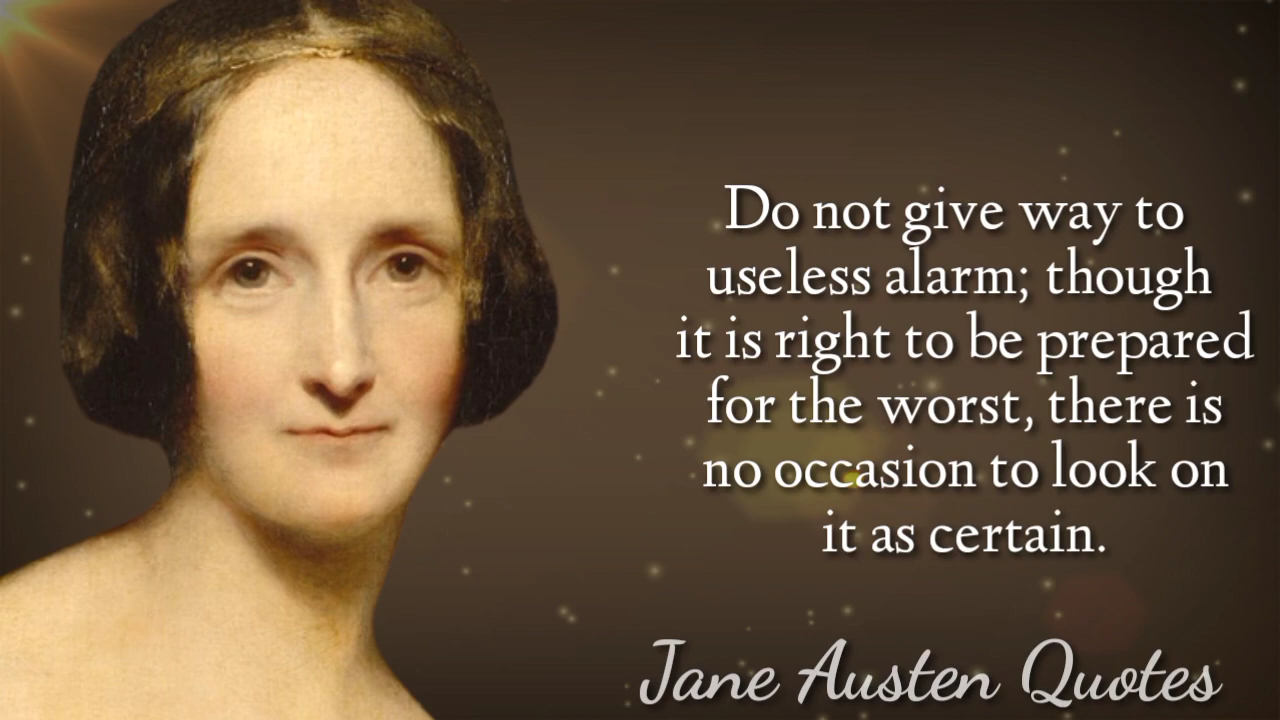 Do not give way to
useless alarm; though
it is right to be prepared
for the worst, there is
no occasion to look on
it as certain.
Jane Austen Quotes